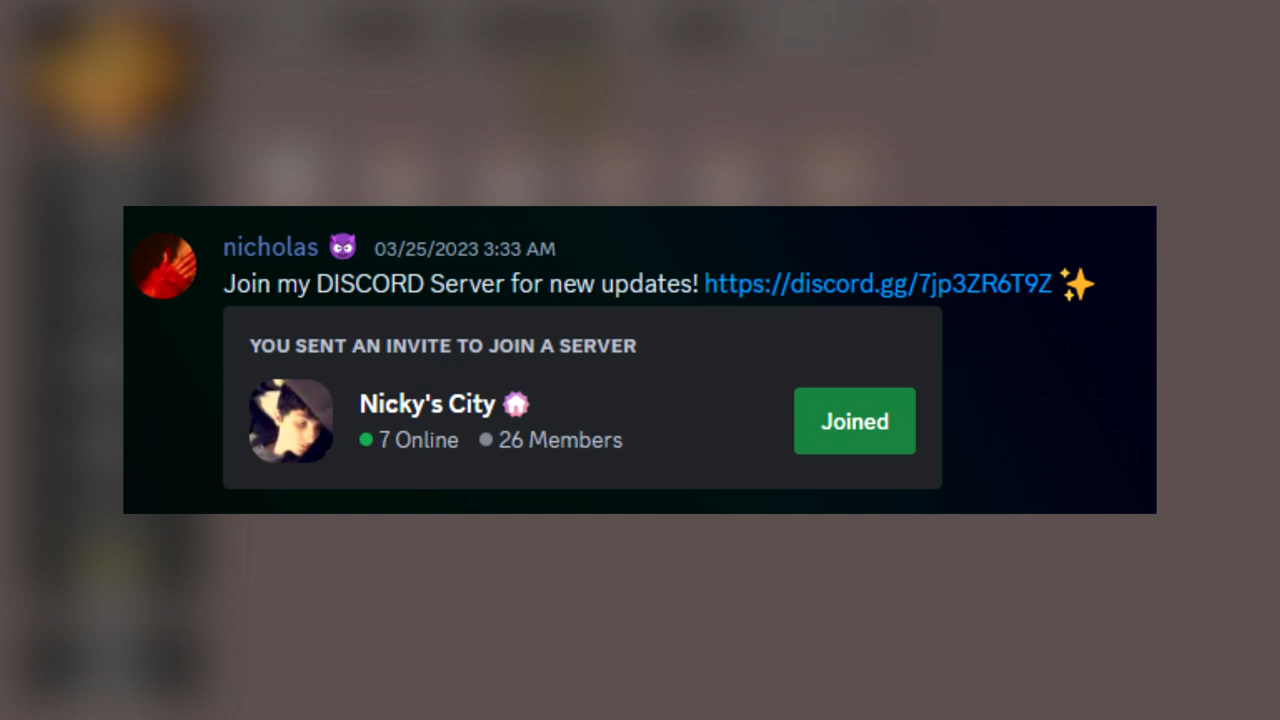 nicholas 😈 03/25/2023 3:33 AM
Join my DISCORD Server for new updates! https://discord.gg/7jp3ZR6T9Z ✨
YOU SENT AN INVITE TO JOIN A SERVER
Nicky's City
7 Online 26 Members
Joined